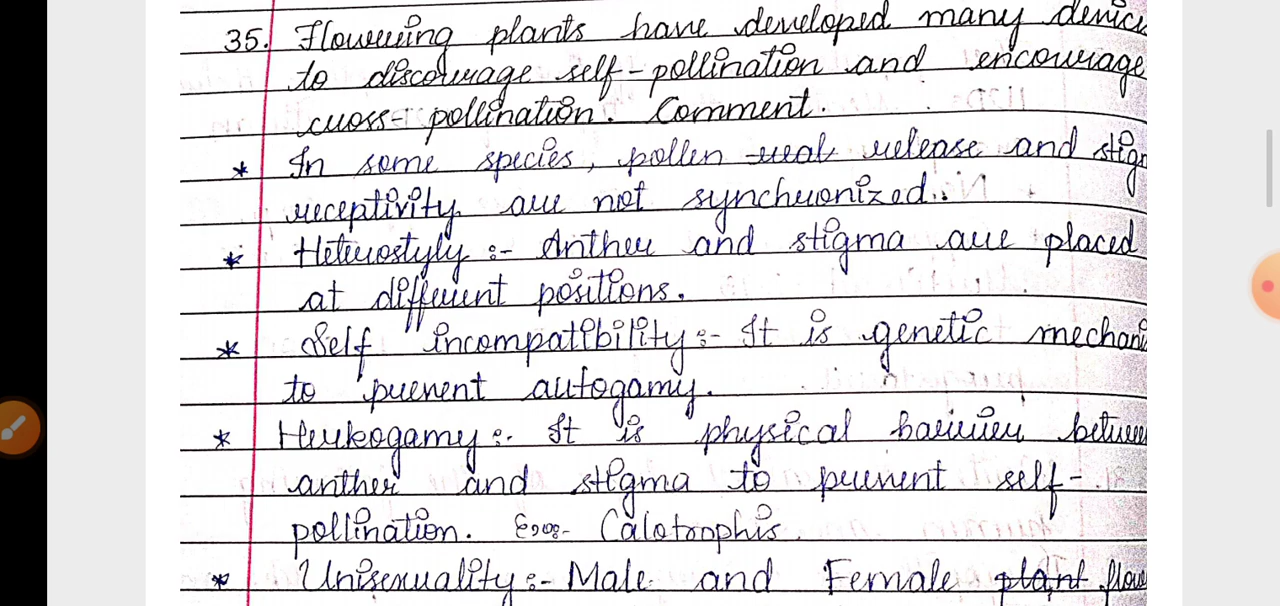 35. Flowering plants have developed many devic
to discourage self-pollination and encourage
cross-pollination. Comment.
* In some species, pollen release and stig
receptivity are not synchronized.
* Heterostyly :- Anther and stigma are placed
at different positions.
* Self incompatibility :- It is genetic mechani
to prevent autogamy.
* Herkogamy :- It is physical barrier betwee
anther and stigma to prevent self-
pollination. Calotrophis.
* Unisexuality :- Male and Female plant flow